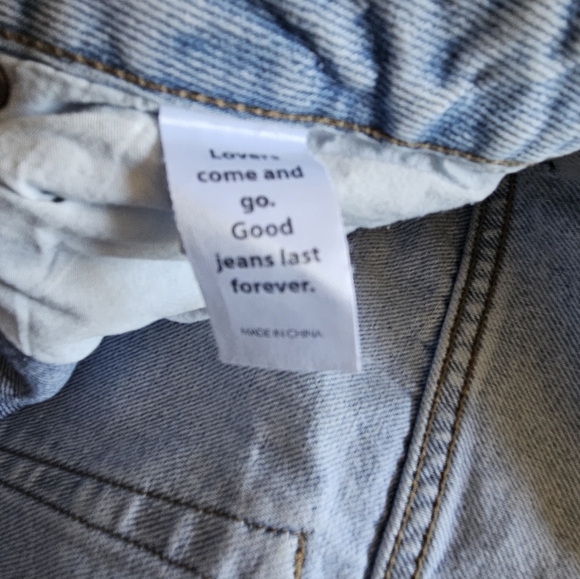 Lovers
come and
go.
Good
jeans last
forever.
MADE IN CHINA